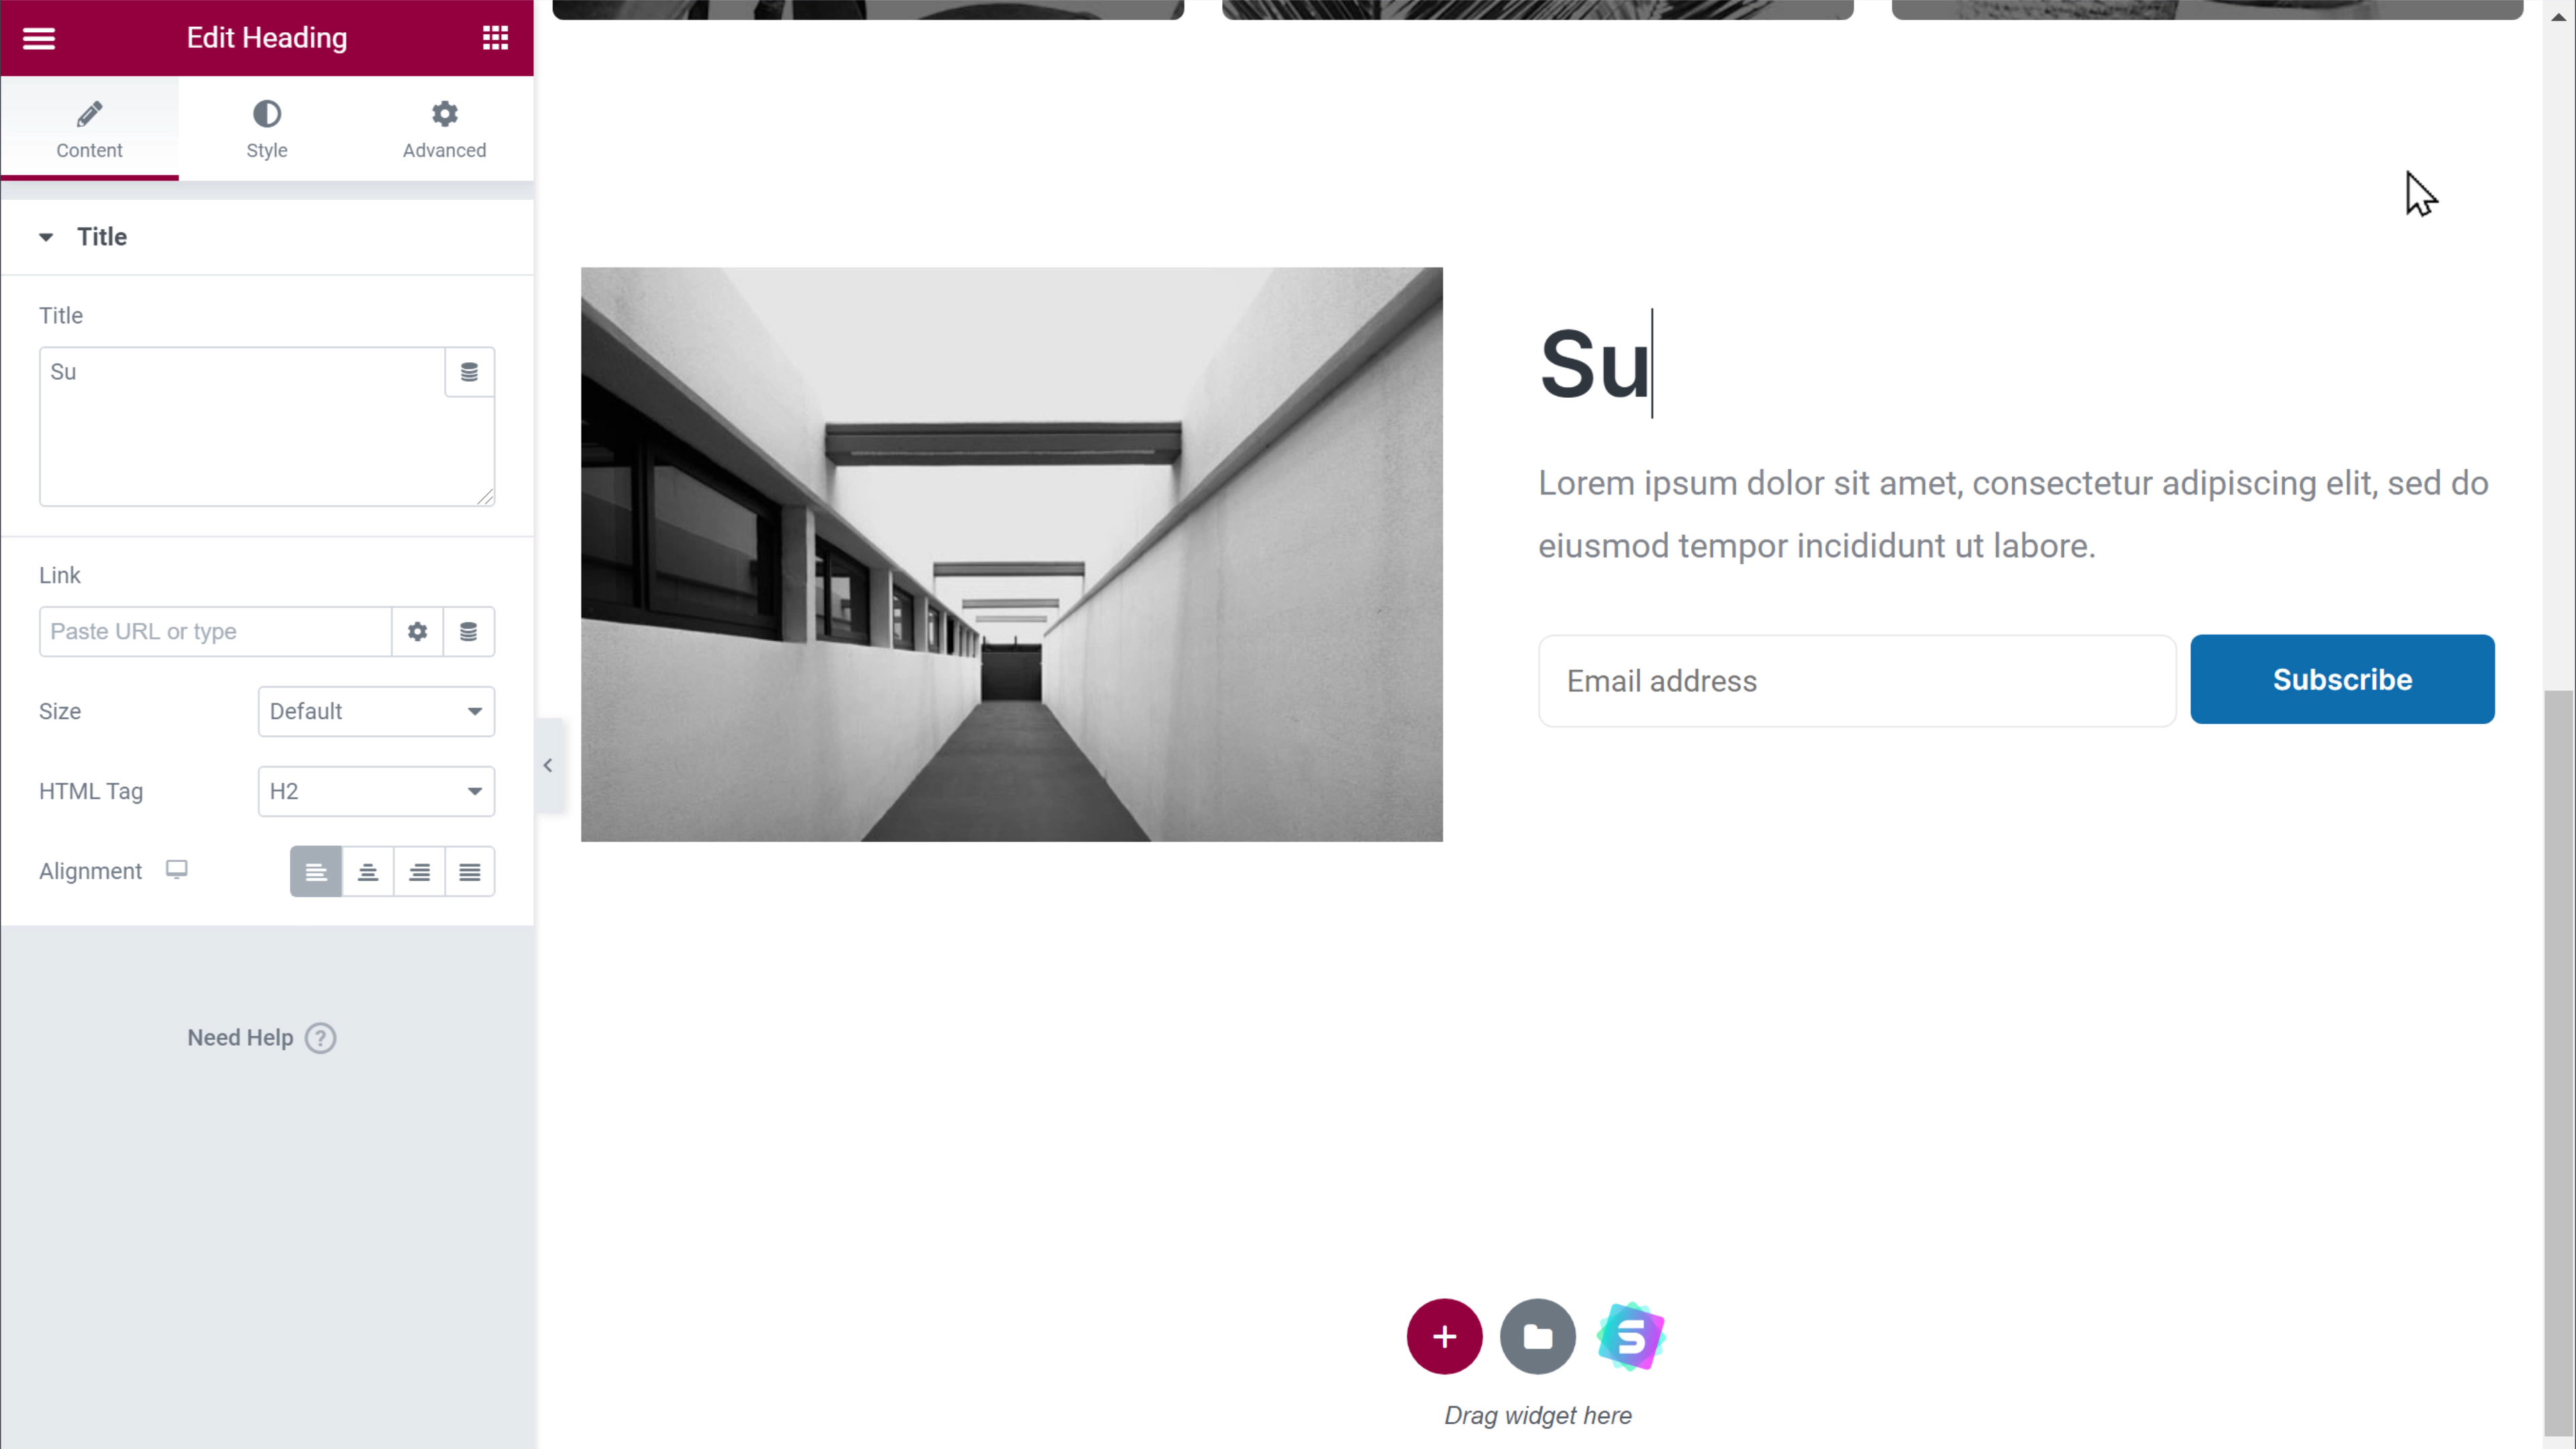 Edit Heading
Content
Style
Advanced
Title
Title
Su
Link
Paste URL or type
Size
Default
HTML Tag
H2
Alignment
Need Help ?
Su
Lorem ipsum dolor sit amet, consectetur adipiscing elit, sed do
eiusmod tempor incididunt ut labore.
Email address
Subscribe
S
Drag widget here